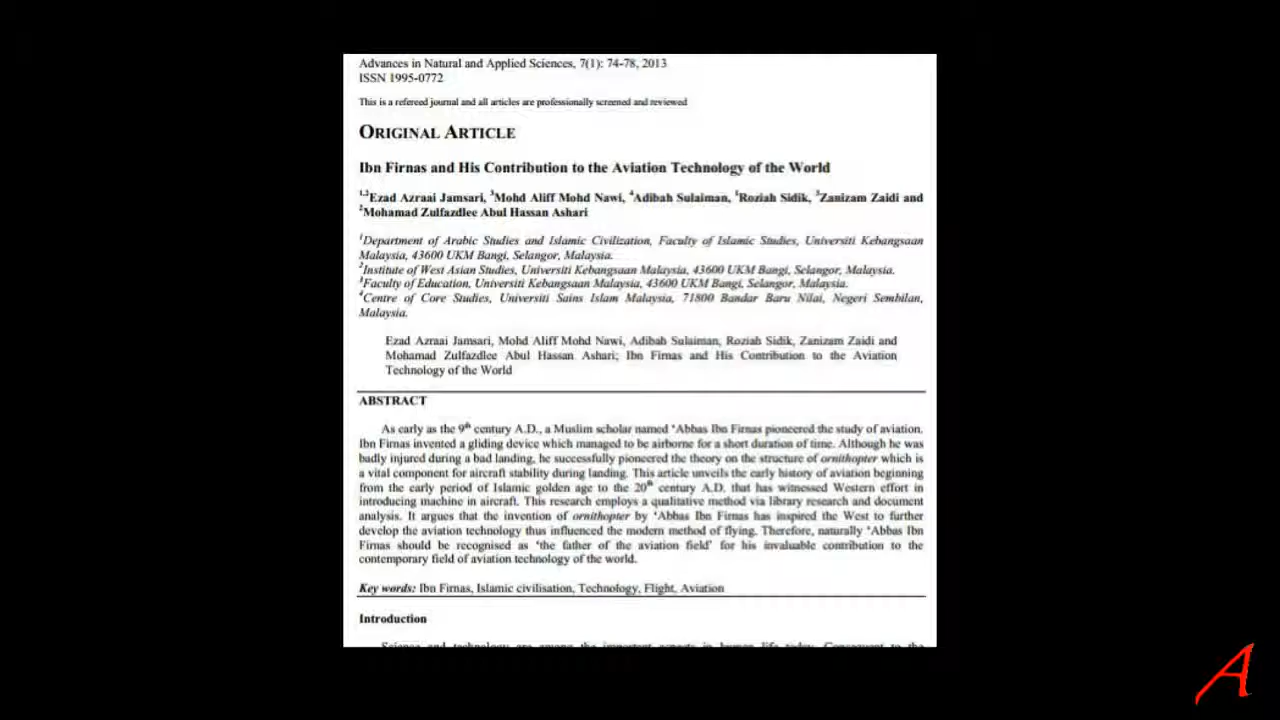 Advances in Natural and Applied Sciences, 7(1): 74-78, 2013
ISSN 1995-0772
This is a refereed journal and all articles are professionally screened and reviewed
ORIGINAL ARTICLE
Ibn Firnas and His Contribution to the Aviation Technology of the World
1,2Ezad Azraai Jamsari, 3Mohd Aliff Mohd Nawi, 4Adibah Sulaiman, 1Roziah Sidik, 3Zanizam Zaidi and
2Mohamad Zulfazdlee Abul Hassan Ashari
1Department of Arabic Studies and Islamic Civilization, Faculty of Islamic Studies, Universiti Kebangsaan
Malaysia, 43600 UKM Bangi, Selangor, Malaysia.
2Institute of West Asian Studies, Universiti Kebangsaan Malaysia, 43600 UKM Bangi, Selangor, Malaysia.
3Faculty of Education, Universiti Kebangsaan Malaysia, 43600 UKM Bangi, Selangor, Malaysia.
4Centre of Core Studies, Universiti Sains Islam Malaysia, 71800 Bandar Baru Nilai, Negeri Sembilan,
Malaysia.
Ezad Azraai Jamsari, Mohd Aliff Mohd Nawi, Adibah Sulaiman, Roziah Sidik, Zanizam Zaidi and
Mohamad Zulfazdlee Abul Hassan Ashari; Ibn Firnas and His Contribution to the Aviation
Technology of the World
ABSTRACT
As early as the 9th century A.D., a Muslim scholar named 'Abbas Ibn Firnas pioneered the study of aviation.
Ibn Firnas invented a gliding device which managed to be airborne for a short duration of time. Although he was
badly injured during a bad landing, he successfully pioneered the theory on the structure of ornithopter which is
a vital component for aircraft stability during landing. This article unveils the early history of aviation beginning
from the early period of Islamic golden age to the 20th century A.D. that has witnessed Western effort in
introducing machine in aircraft. This research employs a qualitative method via library research and document
analysis. It argues that the invention of ornithopter by 'Abbas Ibn Firnas has inspired the West to further
develop the aviation technology thus influenced the modern method of flying. Therefore, naturally 'Abbas Ibn
Firnas should be recognised as 'the father of the aviation field' for his invaluable contribution to the
contemporary field of aviation technology of the world.
Key words: Ibn Firnas, Islamic civilisation, Technology, Flight, Aviation
Introduction
Science and technology are among the important aspects in human life today. Consequent to the
A